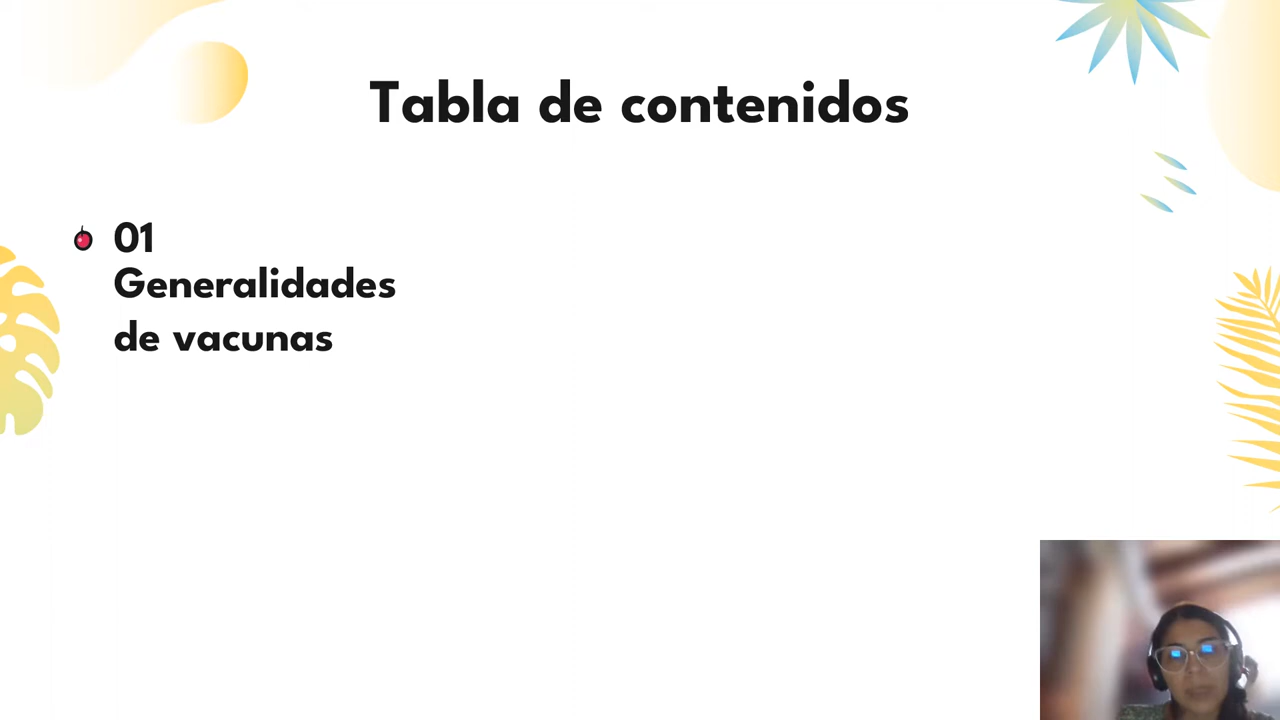 Tabla de contenidos
01
Generalidades
de vacunas